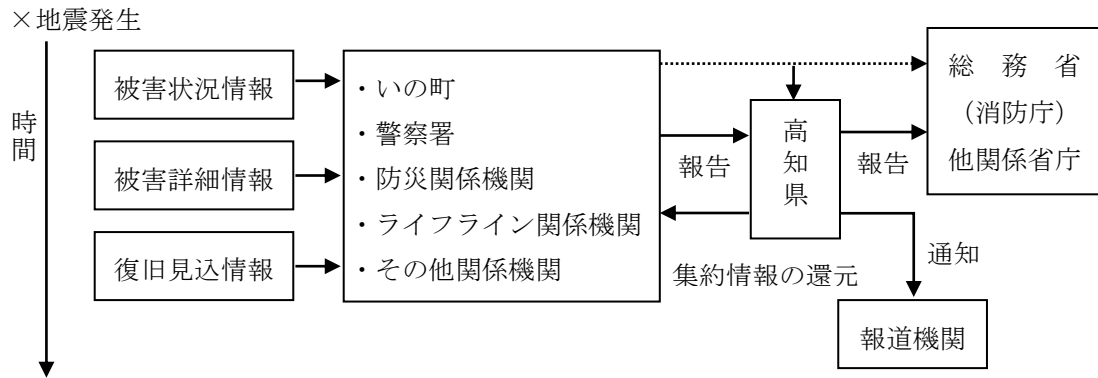 ×地震発生
時間
被害状況情報
被害詳細情報
復旧見込情報
・いの町
・警察署
・防災関係機関
・ライフライン関係機関
・その他関係機関
報告
高知県
報告
総務省
(消防庁)
他関係省庁
集約情報の還元
通知
報道機関